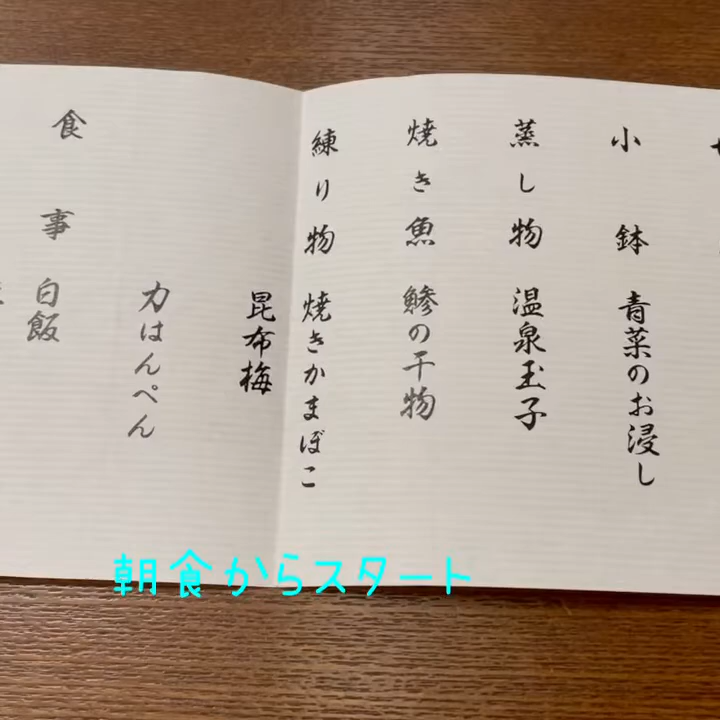 小鉢 青菜のお浸し
蒸し物 温泉玉子
焼き魚 鯵の干物
練り物 焼きかまぼこ
昆布梅
力はんぺん
食事 白飯
朝食からスタート